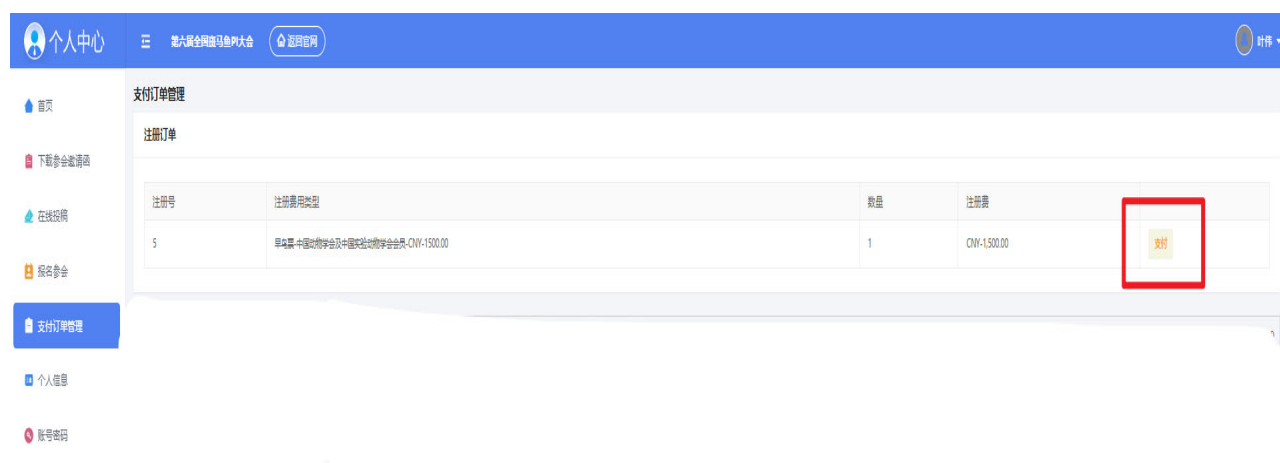 个人中心
第六届全国斑马鱼PI大会
返回官网
叶伟
首页
下载参会邀请函
在线投稿
报名参会
支付订单管理
个人信息
账号密码
支付订单管理
注册订单
注册号 注册费用类型 数量 注册费
5 早鸟票-中国动物学会及中国实验动物学会会员-CNY-1500.00 1 CNY-1,500.00 支付